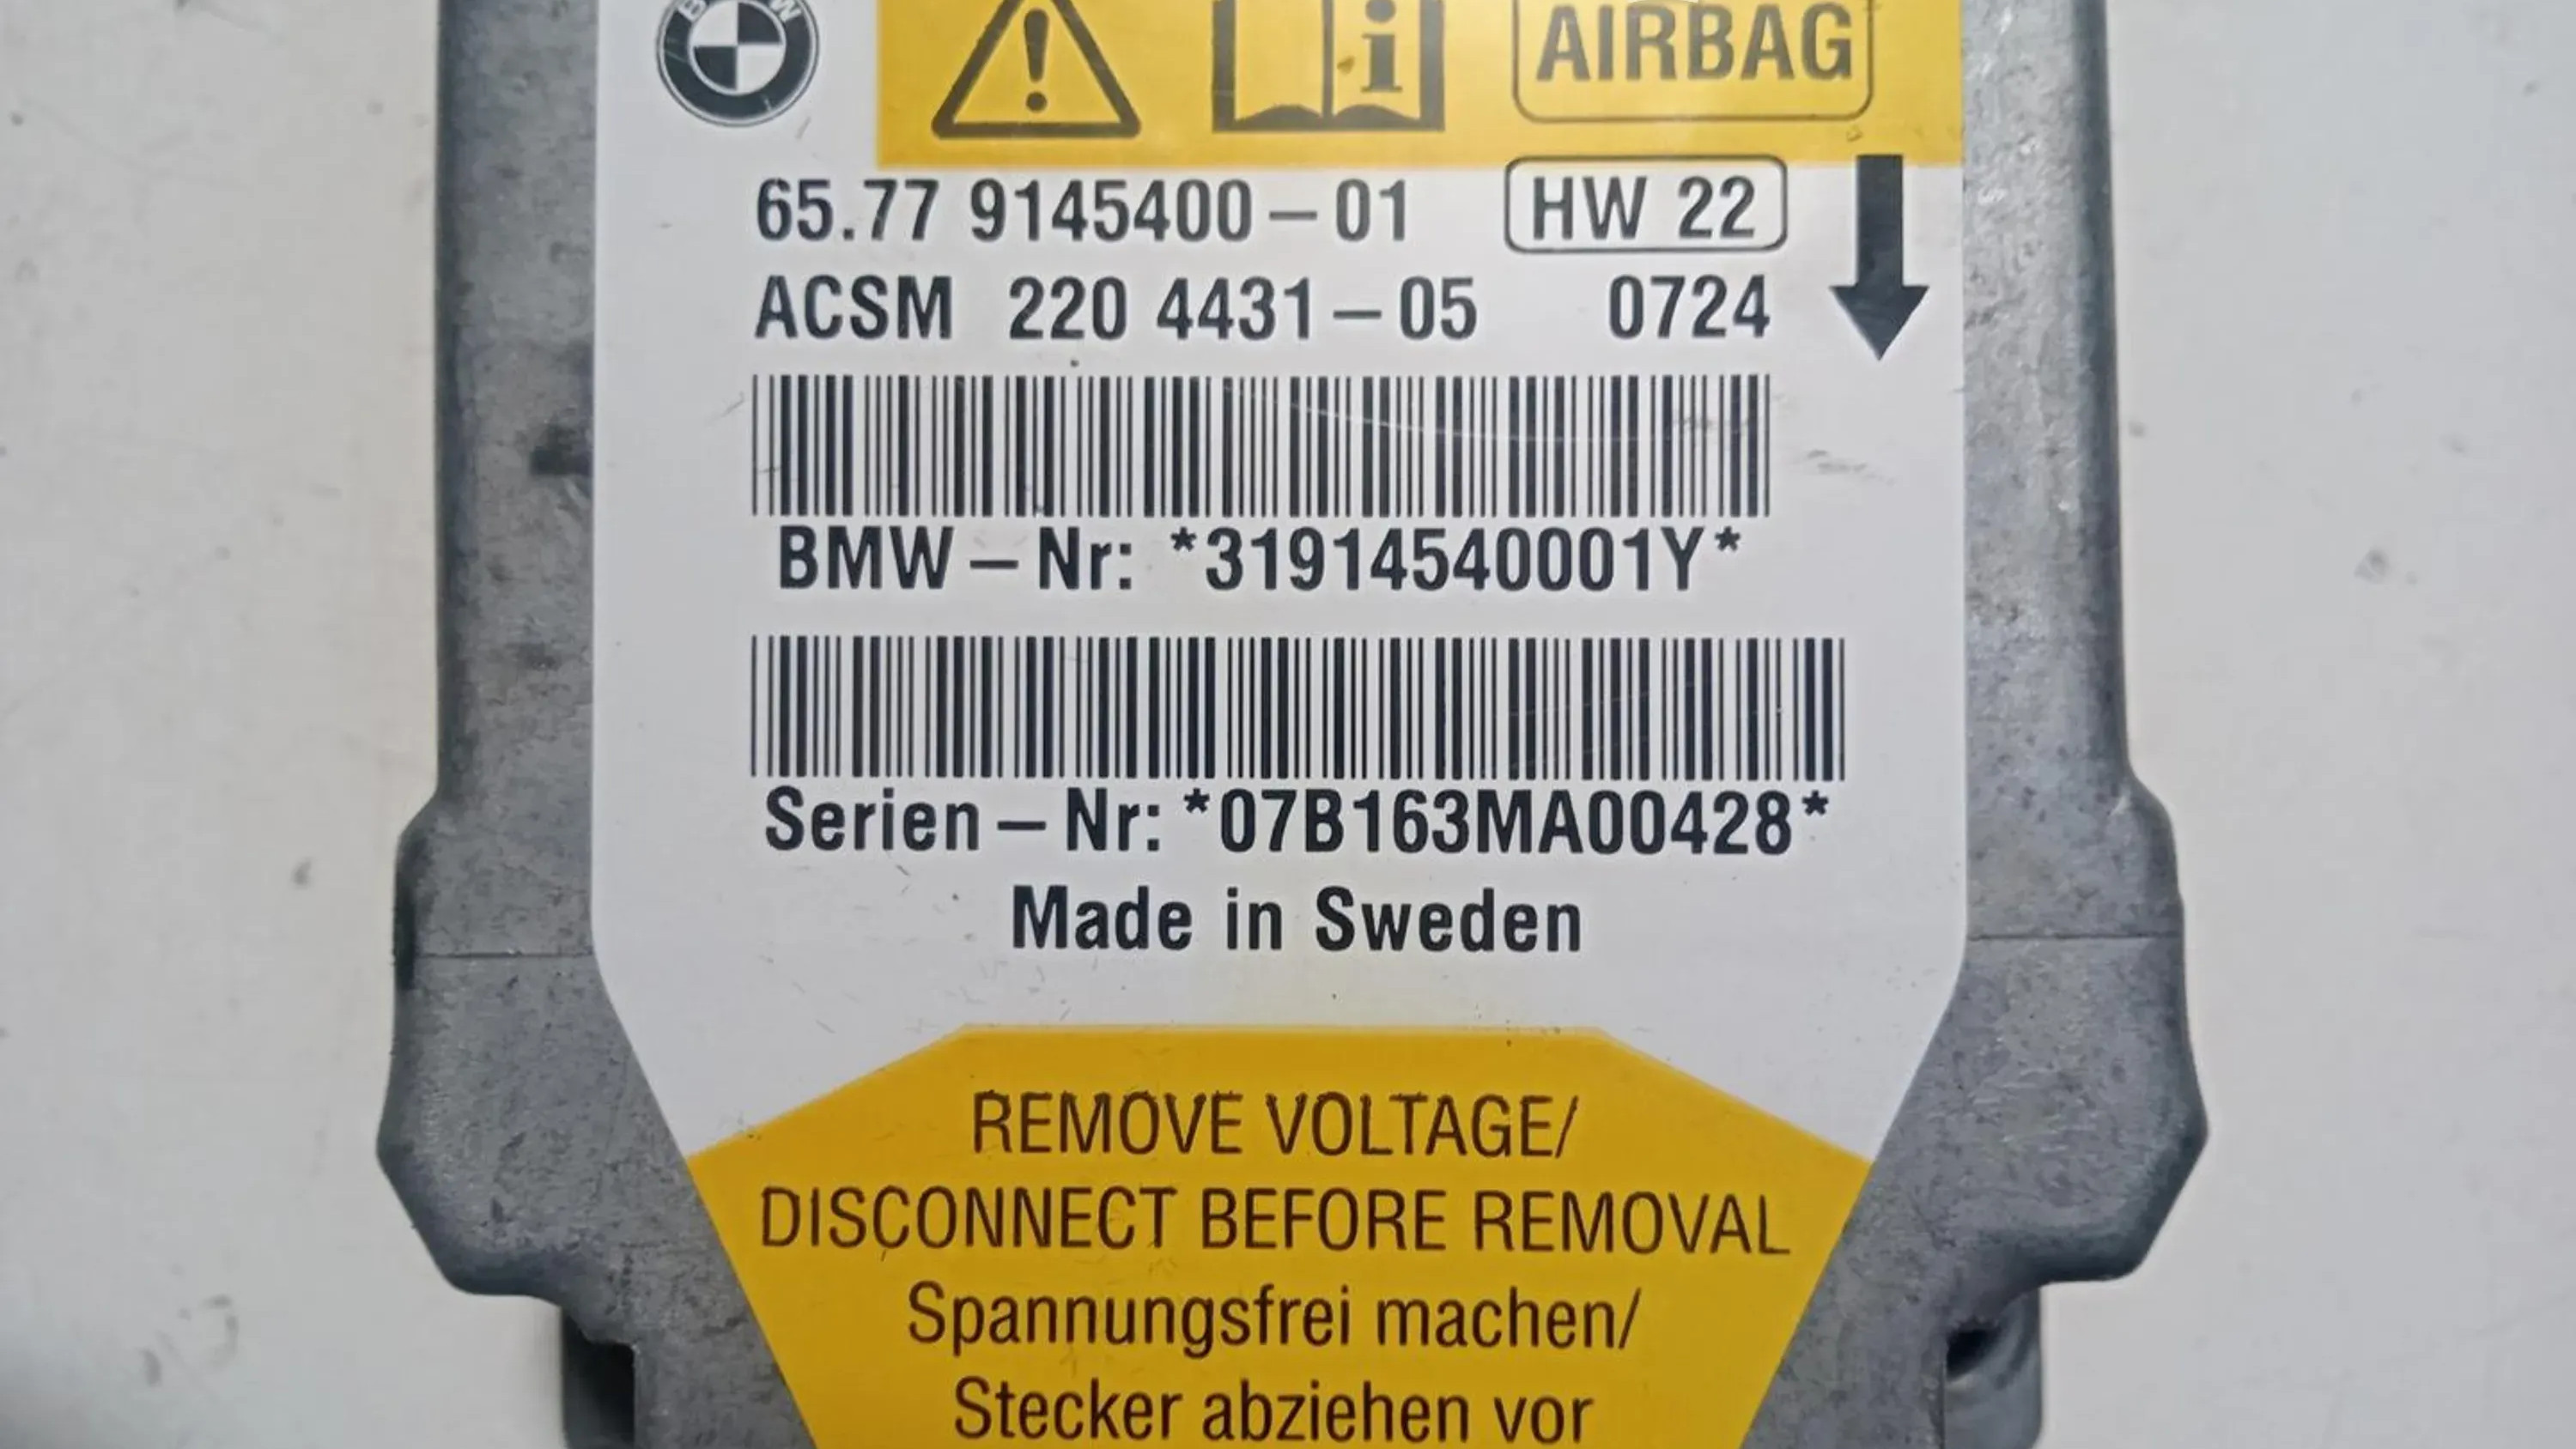 BMW
AIRBAG
65.77 9145400-01 HW 22
ACSM 220 4431-05 0724
BMW-Nr: *31914540001Y*
Serien-Nr: *07B163MA00428*
Made in Sweden
REMOVE VOLTAGE/
DISCONNECT BEFORE REMOVAL
Spannungsfrei machen/
Stecker abziehen vor